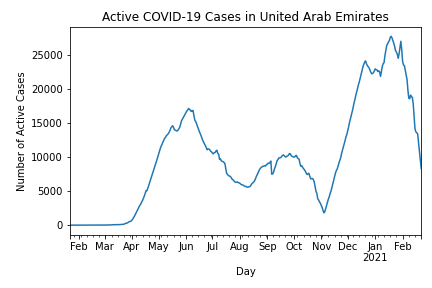 Active COVID-19 Cases in United Arab Emirates
Number of Active Cases
25000
20000
15000
10000
5000
0
Feb Mar Apr May Jun Jul Aug Sep Oct Nov Dec Jan Feb
2021
Day